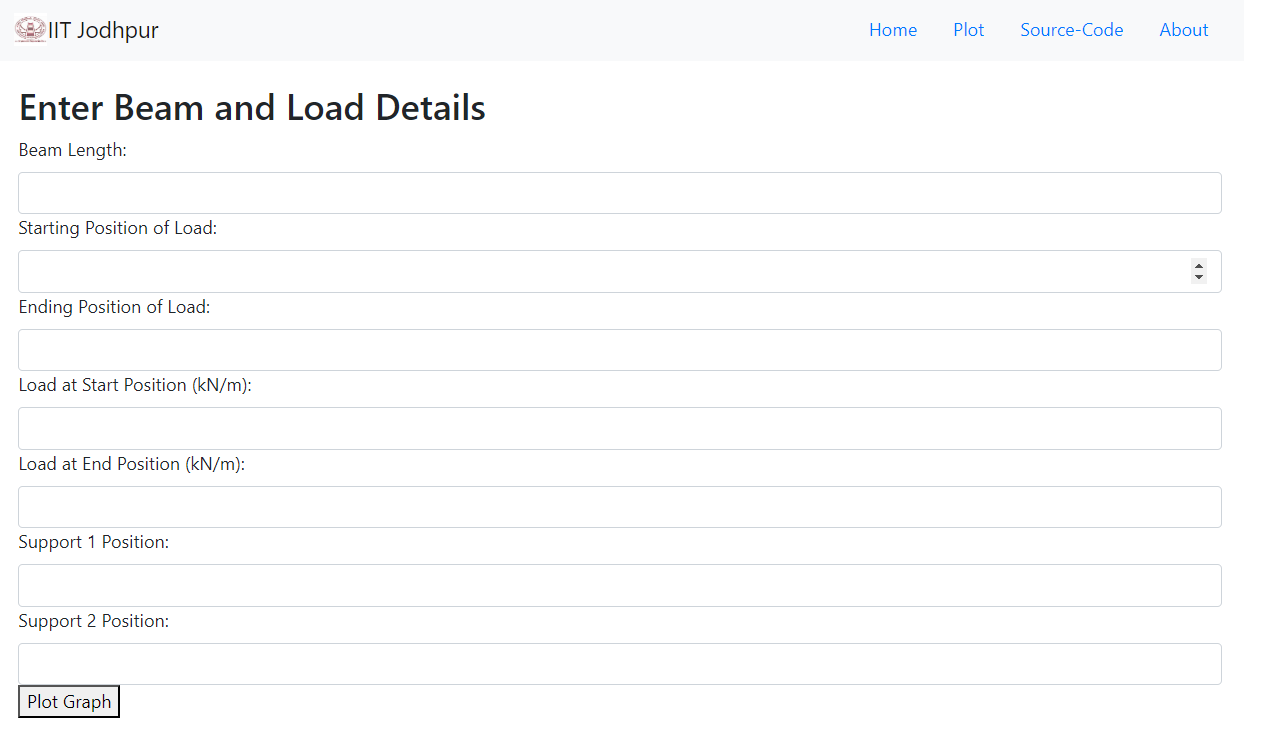 IIT Jodhpur Home Plot Source-Code About
Enter Beam and Load Details
Beam Length:
Starting Position of Load:
Ending Position of Load:
Load at Start Position (kN/m):
Load at End Position (kN/m):
Support 1 Position:
Support 2 Position:
Plot Graph